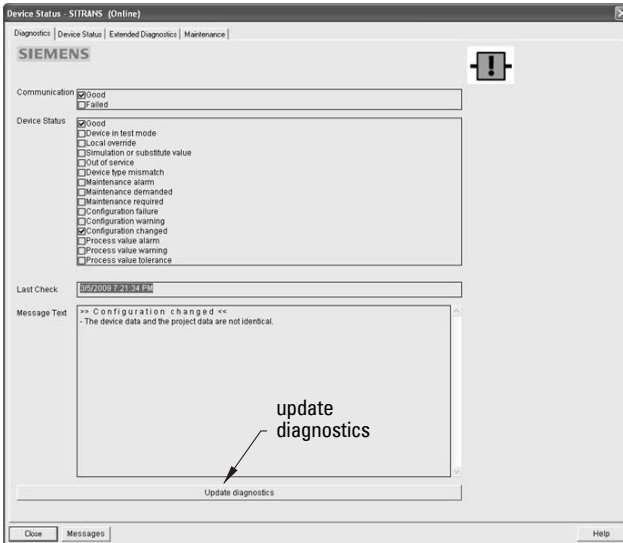 Device Status - SITRANS (Online)
Diagnostics Device Status Extended Diagnostics Maintenance
SIEMENS
Communication Good
Failed
Device Status Good
Device in test mode
Local override
Simulation or substitute value
Out of service
Device type mismatch
Maintenance alarm
Maintenance demanded
Maintenance required
Configuration failure
Configuration warning
Configuration changed
Process value alarm
Process value warning
Process value tolerance
Last Check /5/2009 7:21:34 PM
Message Text >> Configuration changed <<
- The device data and the project data are not identical.
update
diagnostics
Update diagnostics
Close Messages Help